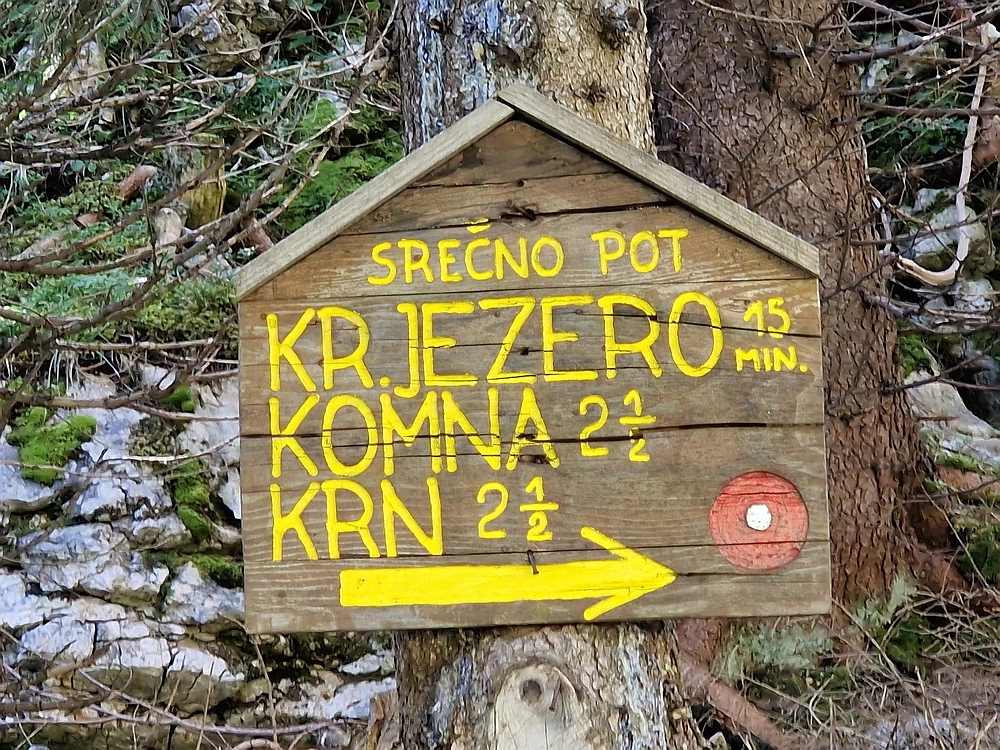 SREČNO POT
KR.JEZERO 15 MIN.
KOMNA 2 1/2
KRN 2 1/2